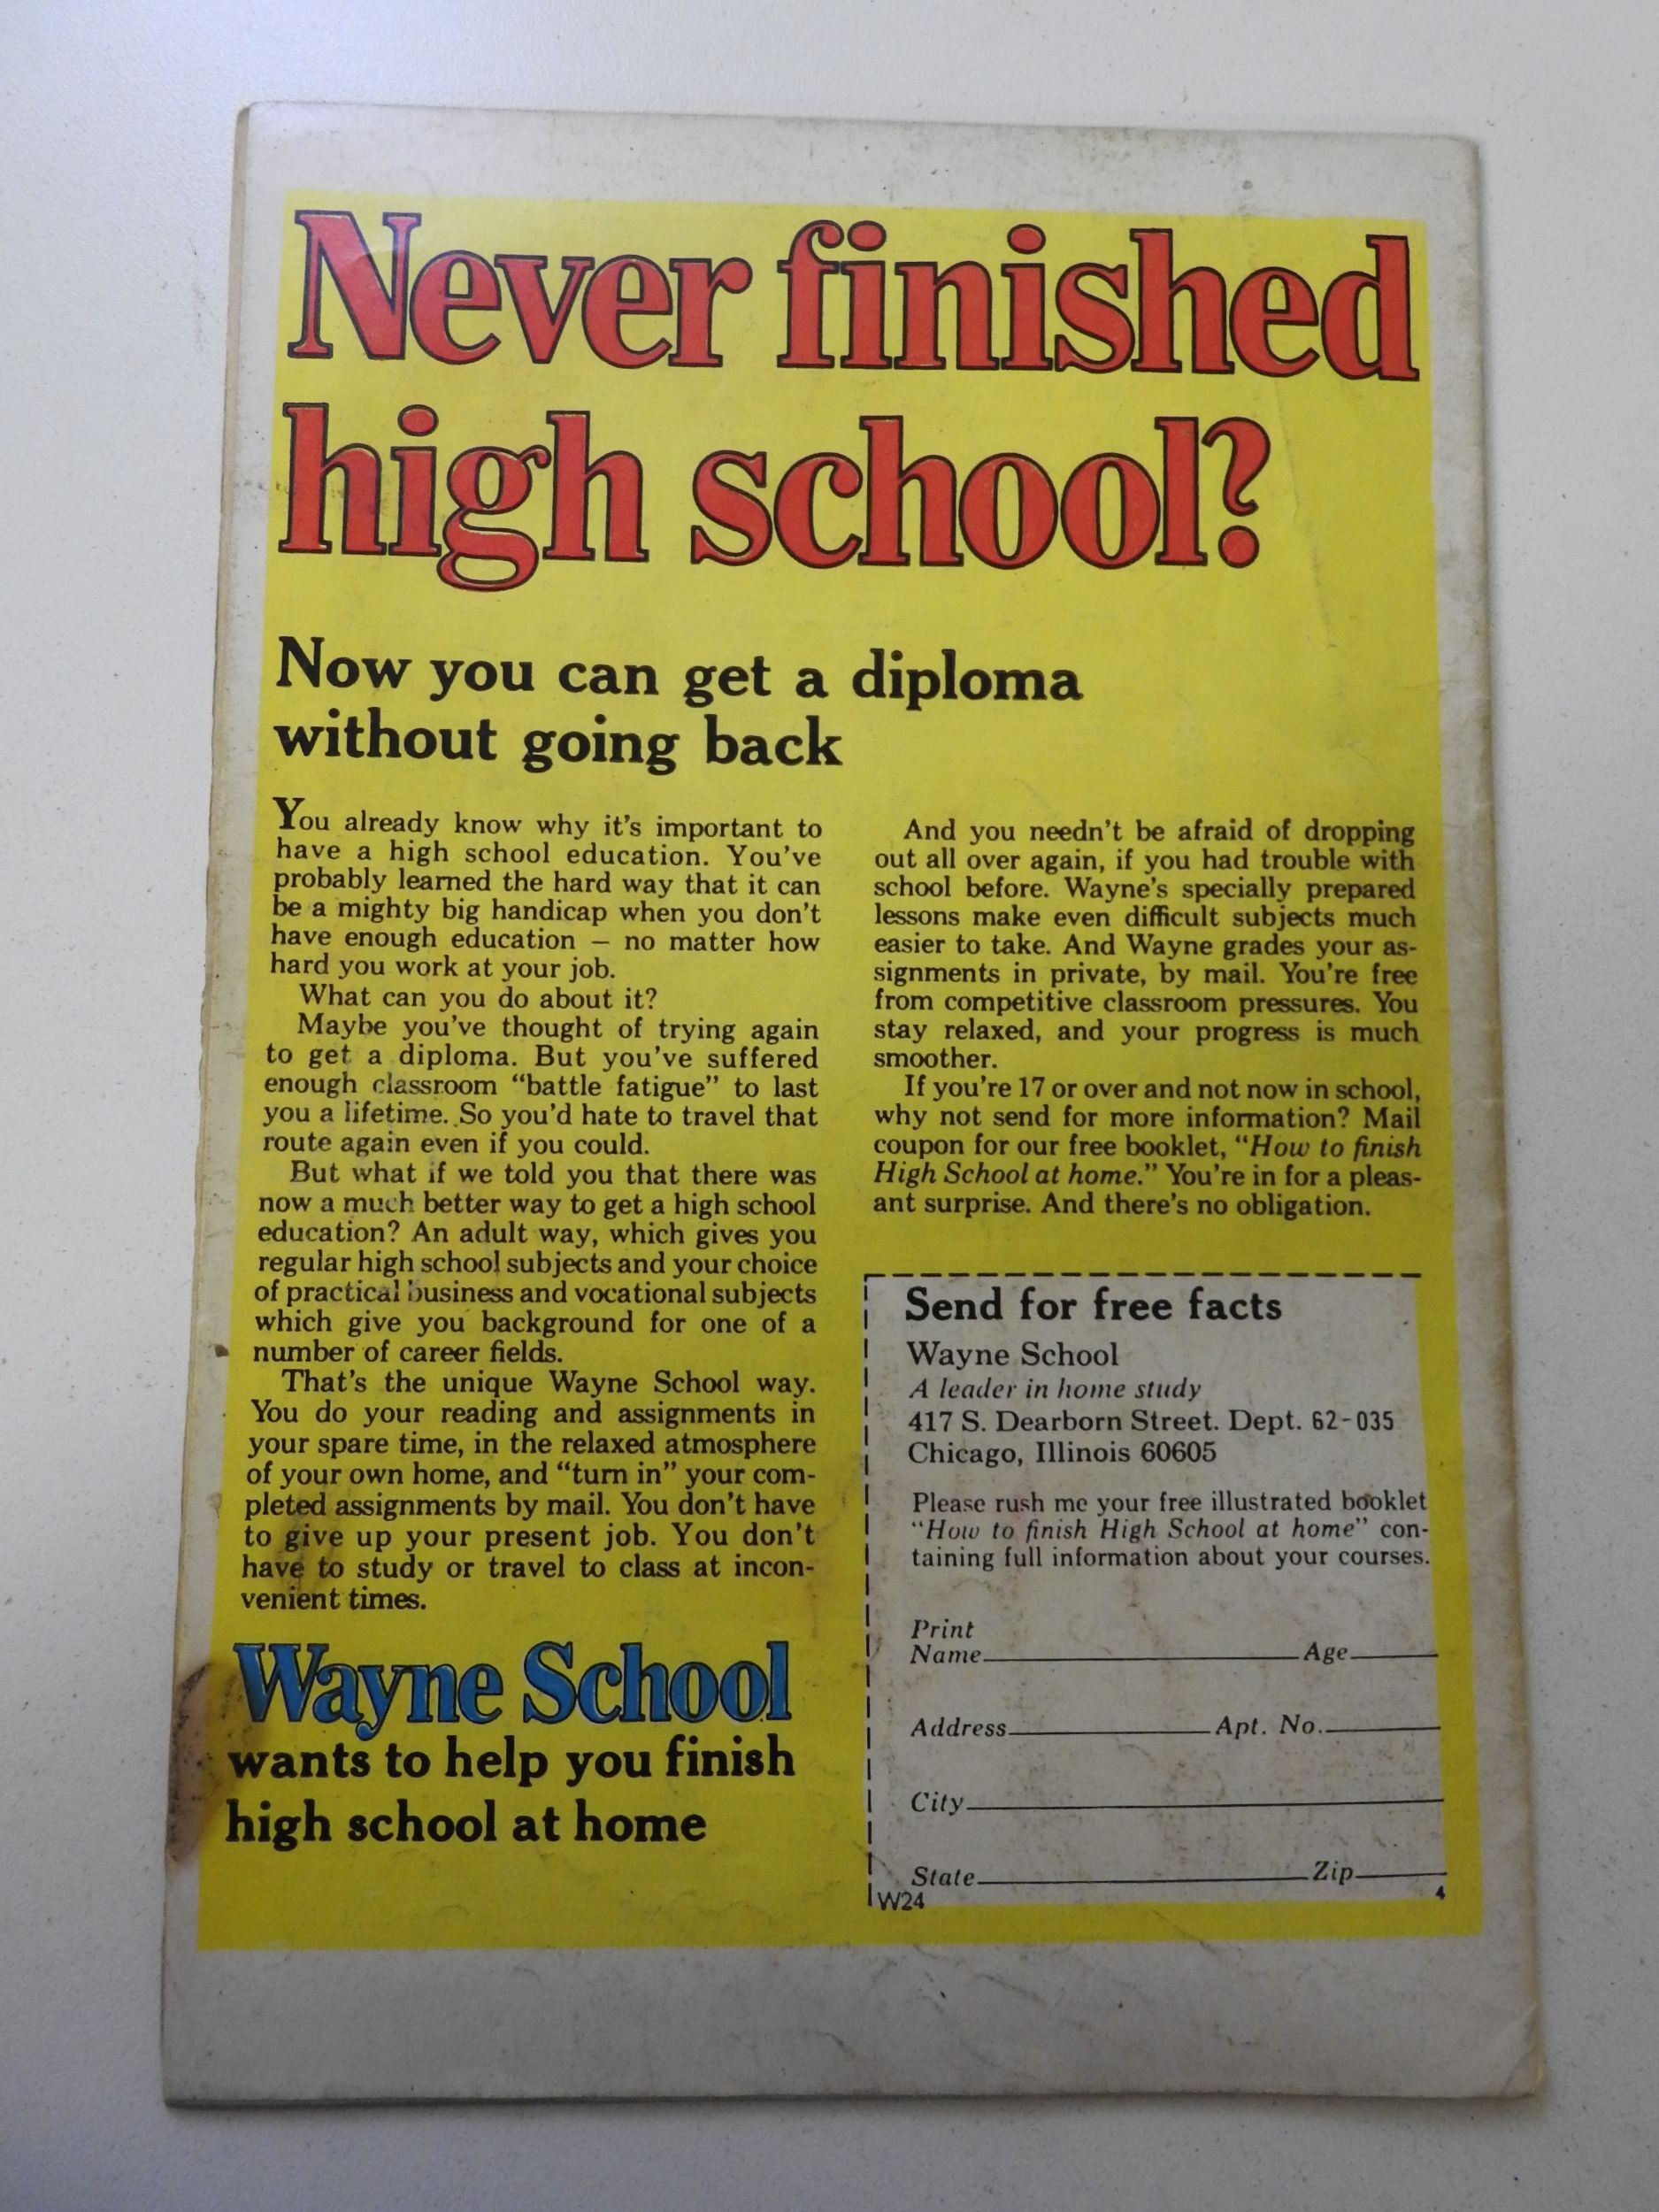 Never finished
high school?
Now you can get a diploma
without going back
You already know why it's important to
have a high school education. You've
probably learned the hard way that it can
be a mighty big handicap when you don't
have enough education – no matter how
hard you work at your job.
What can you do about it?
Maybe you've thought of trying again
to get a diploma. But you've suffered
enough classroom "battle fatigue" to last
you a lifetime. So you'd hate to travel that
route again even if you could.
But what if we told you that there was
now a much better way to get a high school
education? An adult way, which gives you
regular high school subjects and your choice
of practical business and vocational subjects
which give you background for one of a
number of career fields.
That's the unique Wayne School way.
You do your reading and assignments in
your spare time, in the relaxed atmosphere
of your own home, and "turn in" your com-
pleted assignments by mail. You don't have
to give up your present job. You don't
have to study or travel to class at incon-
venient times.
Wayne School
wants to help you finish
high school at home
And you needn't be afraid of dropping
out all over again, if you had trouble with
school before. Wayne's specially prepared
lessons make even difficult subjects much
easier to take. And Wayne grades your as-
signments in private, by mail. You're free
from competitive classroom pressures. You
stay relaxed, and your progress is much
smoother.
If you're 17 or over and not now in school,
why not send for more information? Mail
coupon for our free booklet, "How to finish
High School at home." You're in for a pleas-
ant surprise. And there's no obligation.
Send for free facts
Wayne School
A leader in home study
417 S. Dearborn Street. Dept. 62-035
Chicago, Illinois 60605
Please rush me your free illustrated booklet
"How to finish High School at home" con-
taining full information about your courses.
Print
Name Age
Address Apt. No.
City
State Zip
W24 4